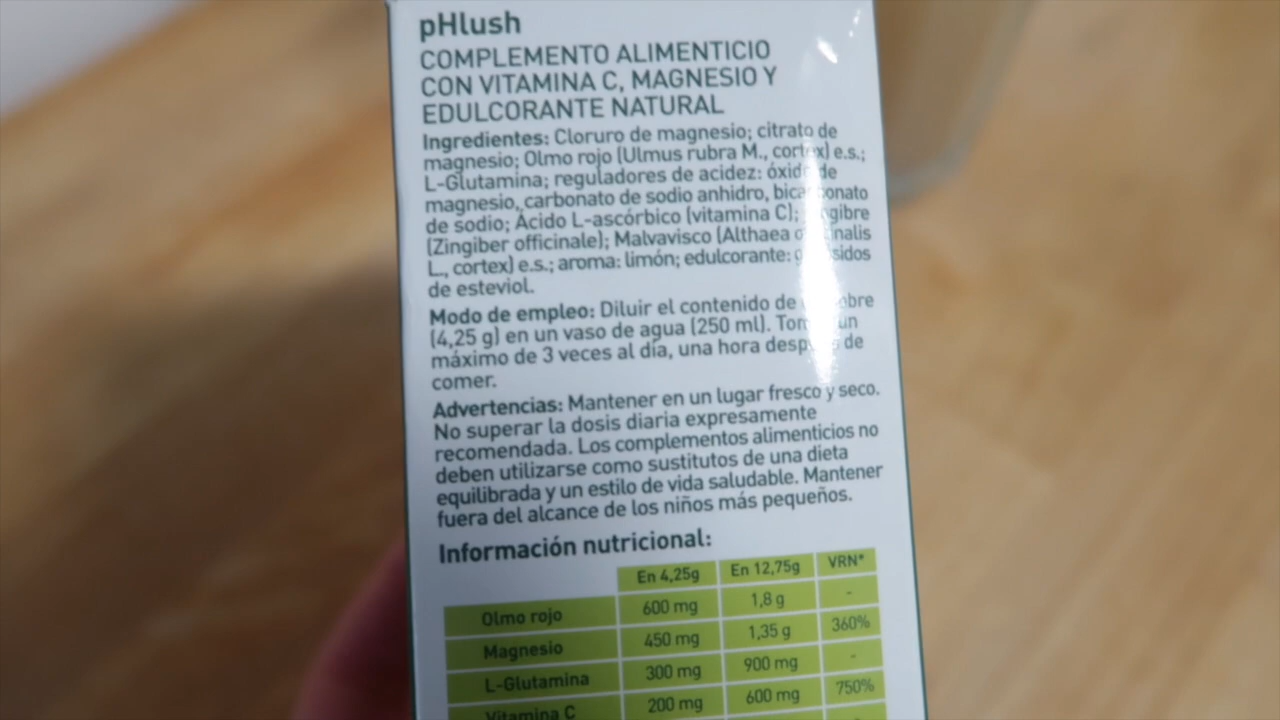 pHlush
COMPLEMENTO ALIMENTICIO
CON VITAMINA C, MAGNESIO Y
EDULCORANTE NATURAL
Ingredientes: Cloruro de magnesio; citrato de
magnesio; Olmo rojo (Ulmus rubra M., cortex) e.s.;
L-Glutamina; reguladores de acidez: óxido de
magnesio, carbonato de sodio anhidro, bicarbonato
de sodio; Ácido L-ascórbico (vitamina C);
(Zingiber officinale); Malvavisco (Althaea
L., cortex) e.s.; aroma: limón; edulcorante:
de esteviol.
Modo de empleo: Diluir el contenido de
(4,25 g) en un vaso de agua (250 ml). un
máximo de 3 veces al día, una hora después de
comer.
Advertencias: Mantener en un lugar fresco y seco.
No superar la dosis diaria expresamente
recomendada. Los complementos alimenticios no
deben utilizarse como sustitutos de una dieta
equilibrada y un estilo de vida saludable. Mantener
fuera del alcance de los niños más pequeños.
Información nutricional:
En 4,25g En 12,75g VRN*
Olmo rojo 600 mg 1,8 g -
Magnesio 450 mg 1,35 g 360%
L-Glutamina 300 mg 900 mg -
Vitamina C 200 mg 600 mg 750%